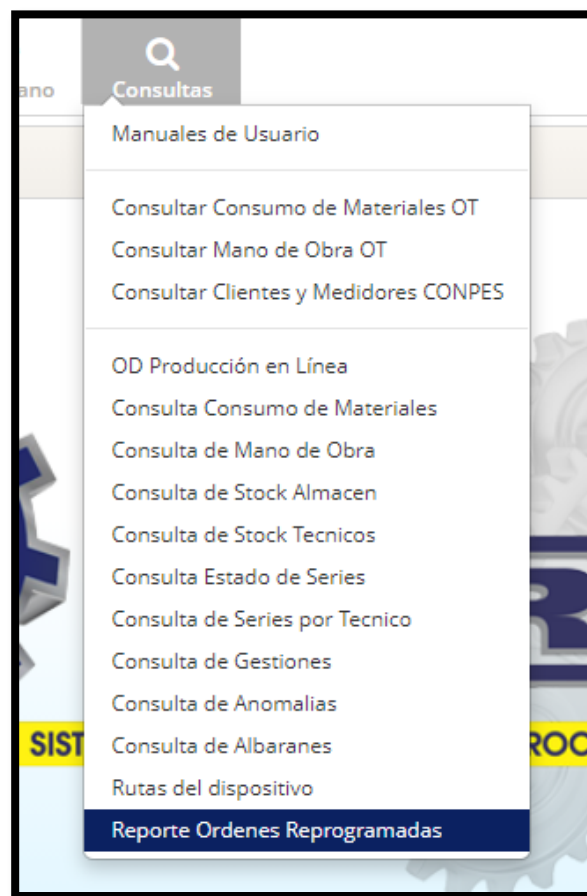 ano
Consultas
Manuales de Usuario
Consultar Consumo de Materiales OT
Consultar Mano de Obra OT
Consultar Clientes y Medidores CONPES
OD Producción en Línea
Consulta Consumo de Materiales
Consulta de Mano de Obra
Consulta de Stock Almacen
Consulta de Stock Tecnicos
Consulta Estado de Series
Consulta de Series por Tecnico
Consulta de Gestiones
Consulta de Anomalias
Consulta de Albaranes
SIST
ROC
Rutas del dispositivo
Reporte Ordenes Reprogramadas